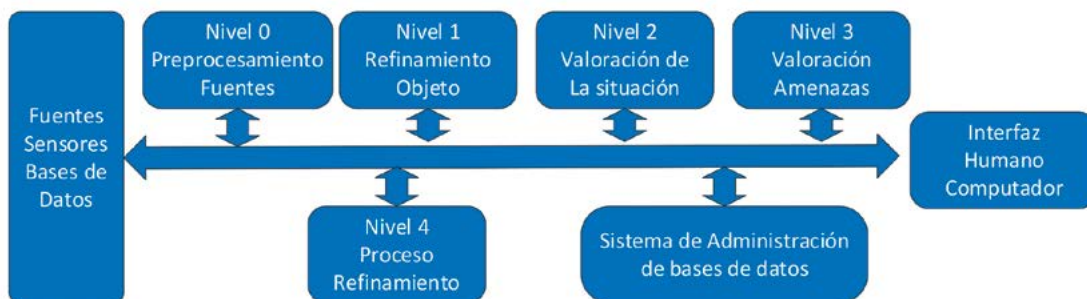 Fuentes
Sensores
Bases de
Datos
Nivel 0
Preprocesamiento
Fuentes
Nivel 1
Refinamiento
Objeto
Nivel 2
Valoración de
La situación
Nivel 3
Valoración
Amenazas
Interfaz
Humano
Computador
Nivel 4
Proceso
Refinamiento
Sistema de Administración
de bases de datos